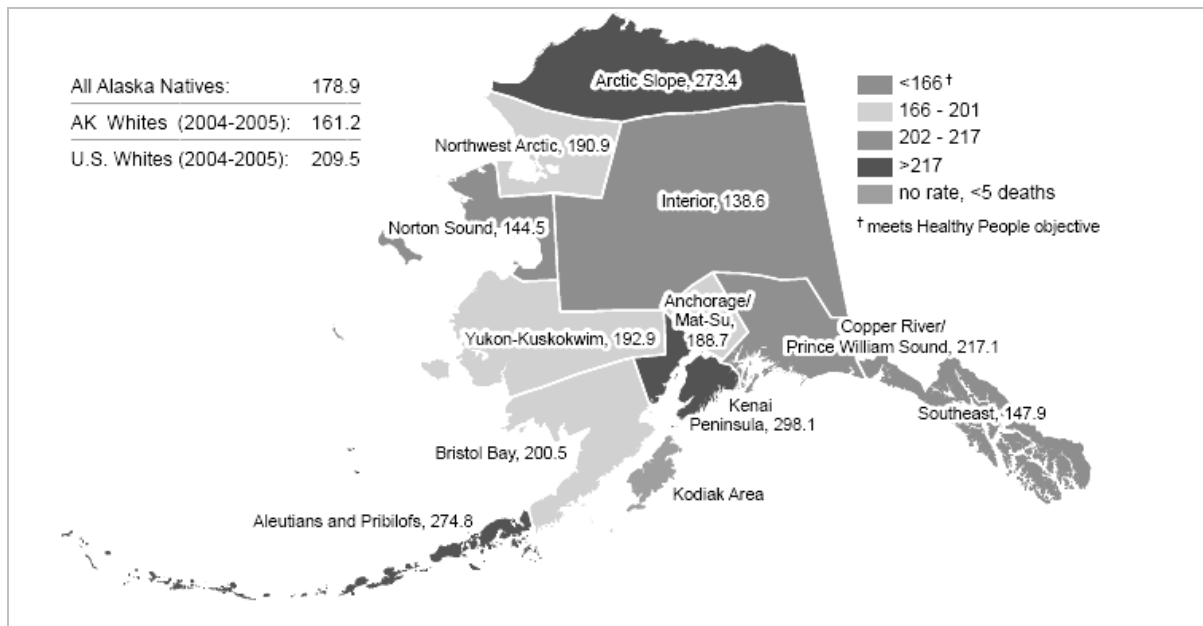 All Alaska Natives: 178.9
AK Whites (2004-2005): 161.2
U.S. Whites (2004-2005): 209.5
Arctic Slope, 273.4
<166†
166 - 201
202 - 217
>217
no rate, <5 deaths
† meets Healthy People objective
Northwest Arctic, 190.9
Interior, 138.6
Norton Sound, 144.5
Anchorage/
Mat-Su,
188.7
Yukon-Kuskokwim, 192.9
Copper River/
Prince William Sound, 217.1
Kenai
Peninsula, 298.1
Southeast, 147.9
Bristol Bay, 200.5
Kodiak Area
Aleutians and Pribilofs, 274.8